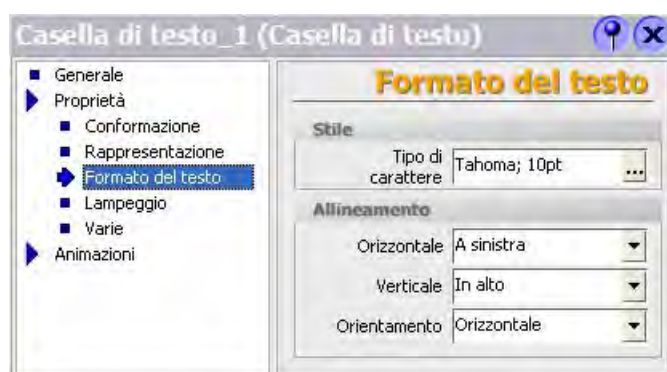 Casella di testo_1 (Casella di testo)
Generale
Proprietà
Conformazione
Rappresentazione
Formato del testo
Lampeggio
Varie
Animazioni
Formato del testo
Stile
Tipo di
carattere
Tahoma; 10pt
...
Allineamento
Orizzontale A sinistra
Verticale In alto
Orientamento Orizzontale